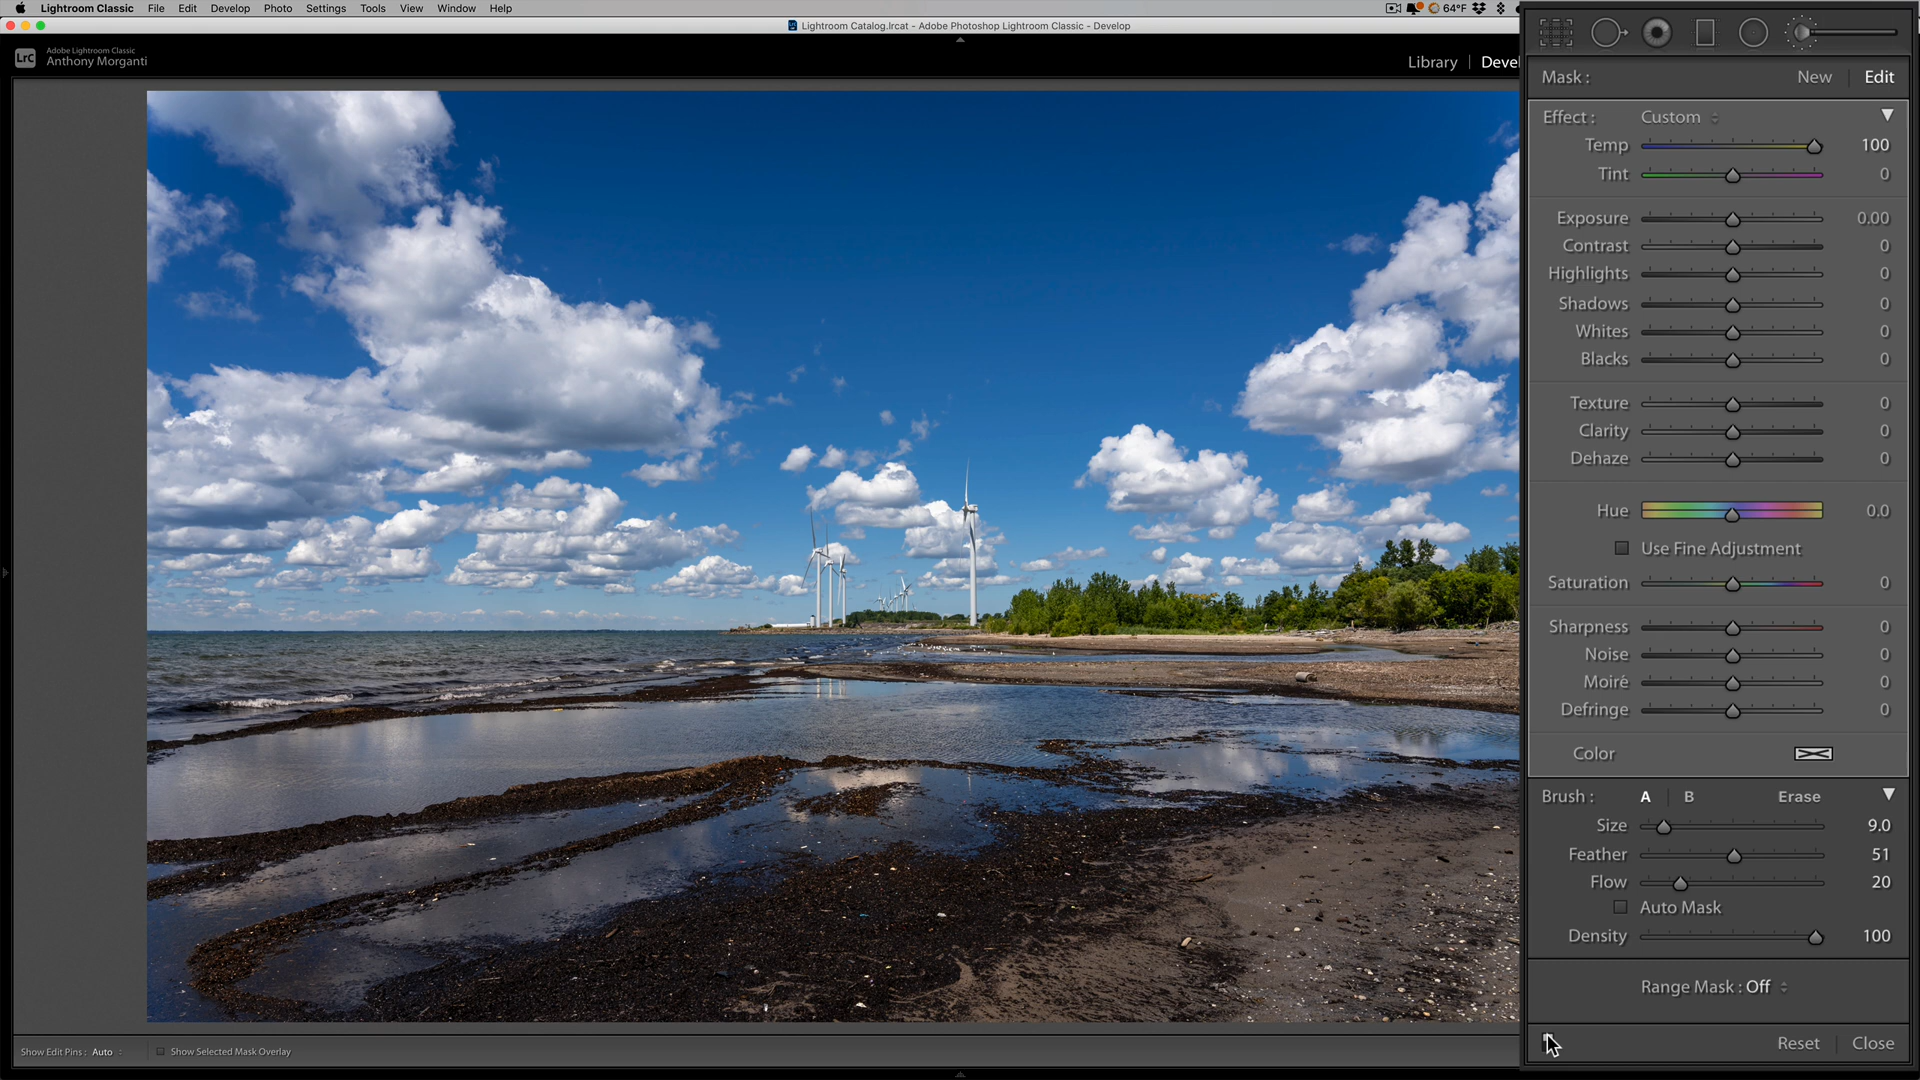 Lightroom Classic File Edit Develop Photo Settings Tools View Window Help 64°F
Lightroom Catalog.lrcat - Adobe Photoshop Lightroom Classic - Develop
LrC
Adobe Lightroom Classic
Anthony Morganti
Library
Mask : New Edit
Effect : Custom
Temp 100
Tint 0
Exposure 0.00
Contrast 0
Highlights 0
Shadows 0
Whites 0
Blacks 0
Texture 0
Clarity 0
Dehaze 0
Hue 0.0
Use Fine Adjustment
Saturation 0
Sharpness 0
Noise 0
Moiré 0
Defringe 0
Color
Brush : A B Erase
Size 9.0
Feather 51
Flow 20
Auto Mask
Density 100
Range Mask : Off
Reset Close
Show Edit Pins : Auto Show Selected Mask Overlay